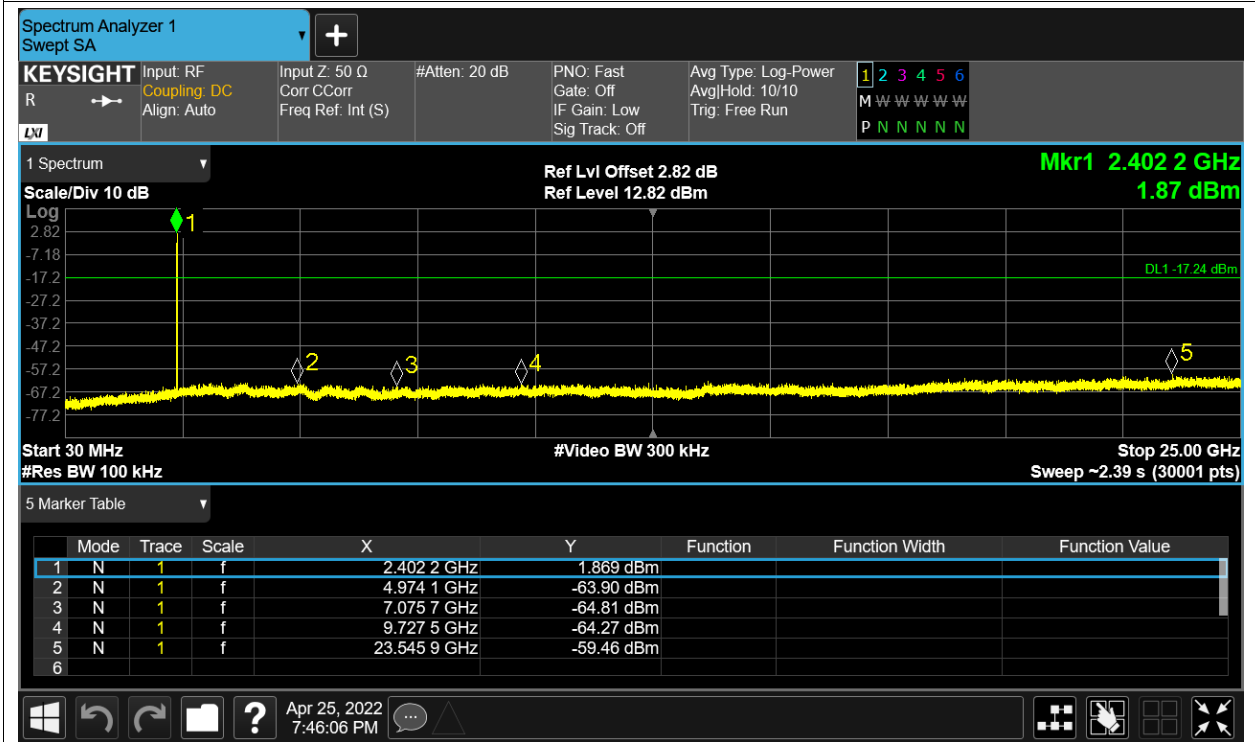 Spectrum Analyzer 1
Swept SA
+
KEYSIGHT
R
LXI
Input: RF
Coupling: DC
Align: Auto
Input Z: 50 Ω
Corr CCorr
Freq Ref: Int (S)
#Atten: 20 dB
PNO: Fast
Gate: Off
IF Gain: Low
Sig Track: Off
Avg Type: Log-Power
Avg|Hold: 10/10
Trig: Free Run
1 2 3 4 5 6
M W W W W W
P N N N N N
1 Spectrum
Scale/Div 10 dB
Ref Lvl Offset 2.82 dB
Ref Level 12.82 dBm
Mkr1 2.402 2 GHz
1.87 dBm
Log
2.82
-7.18
-17.2
-27.2
-37.2
-47.2
-57.2
-67.2
-77.2
1
DL1 -17.24 dBm
2
3
4
5
Start 30 MHz
#Res BW 100 kHz
#Video BW 300 kHz
Stop 25.00 GHz
Sweep ~2.39 s (30001 pts)
5 Marker Table
Mode Trace Scale X Y Function Function Width Function Value
1 N 1 f 2.402 2 GHz 1.869 dBm
2 N 1 f 4.974 1 GHz -63.90 dBm
3 N 1 f 7.075 7 GHz -64.81 dBm
4 N 1 f 9.727 5 GHz -64.27 dBm
5 N 1 f 23.545 9 GHz -59.46 dBm
6
?
Apr 25, 2022
7:46:06 PM